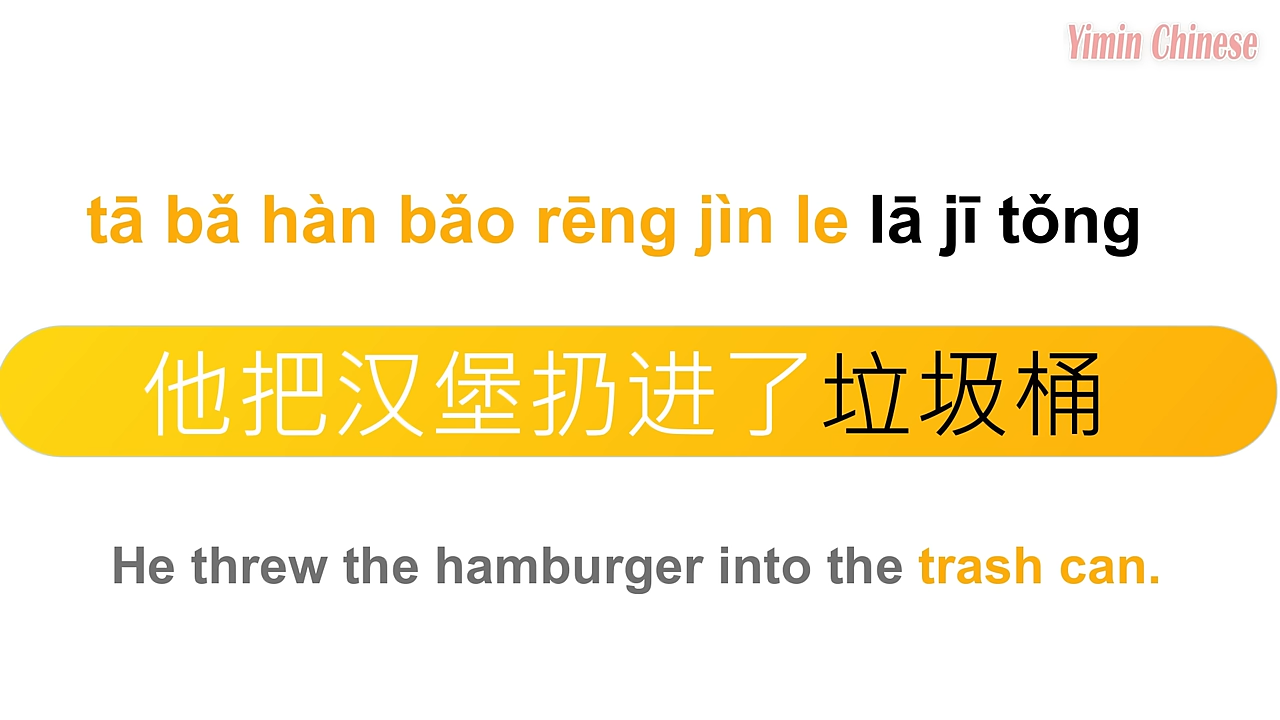 Yimin Chinese
tā bǎ hàn bǎo rēng jìn le lā jī tǒng
他把汉堡扔进了垃圾桶
He threw the hamburger into the trash can.